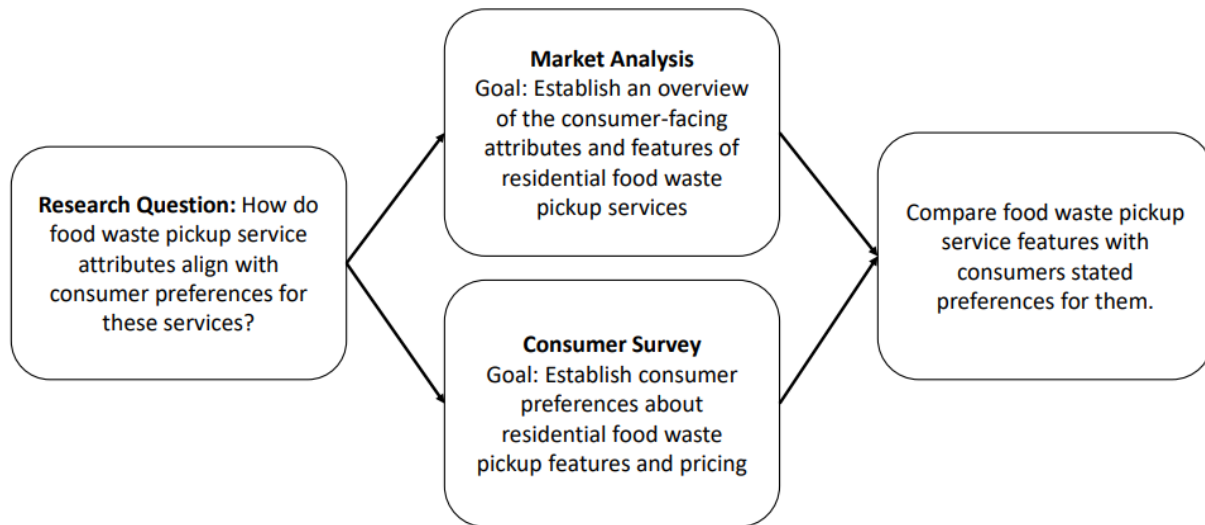 Research Question: How do
food waste pickup service
attributes align with
consumer preferences for
these services?
Market Analysis
Goal: Establish an overview
of the consumer-facing
attributes and features of
residential food waste
pickup services
Consumer Survey
Goal: Establish consumer
preferences about
residential food waste
pickup features and pricing
Compare food waste pickup
service features with
consumers stated
preferences for them.